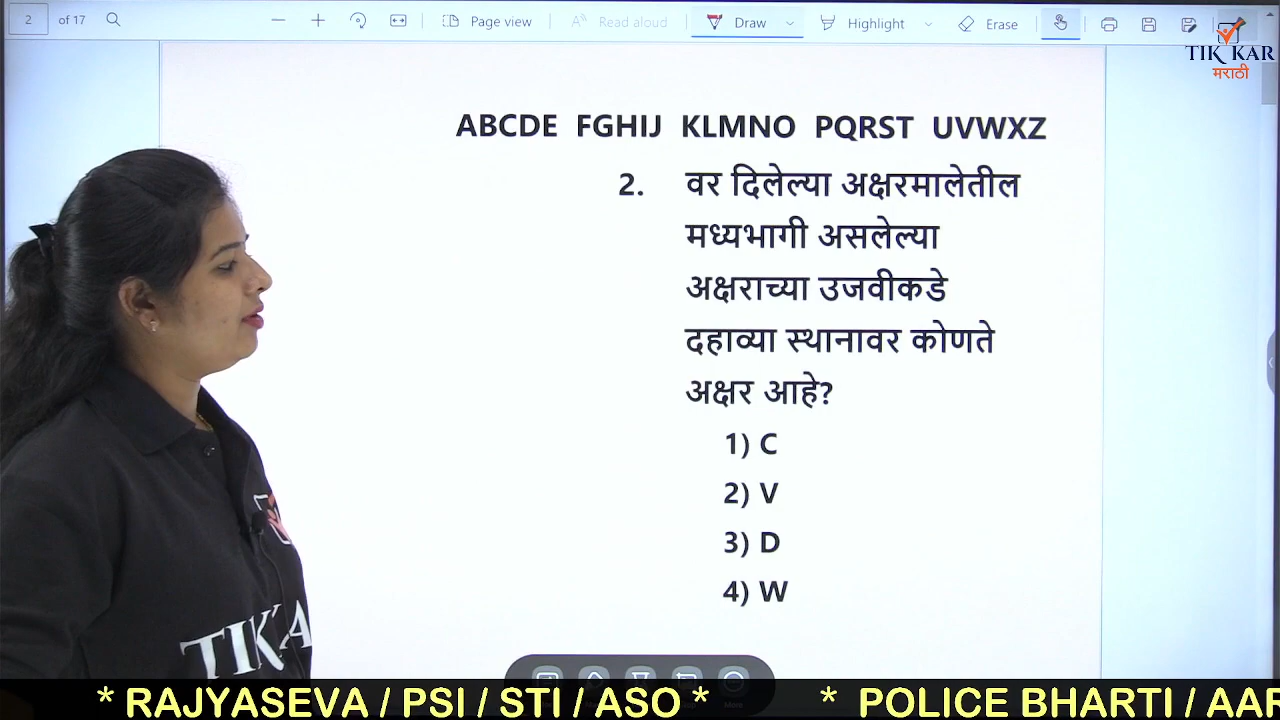 2 of 17 Page view Read aloud Draw Highlight Erase
TIK KAR
मराठी
ABCDE FGHIJ KLMNO PQRST UVWXZ
2. वर दिलेल्या अक्षरमालेतील
मध्यभागी असलेल्या
अक्षराच्या उजवीकडे
दहाव्या स्थानावर कोणते
अक्षर आहे?
1) C
2) V
3) D
4) W
* RAJYASEVA / PSI / STI / ASO * * POLICE BHARTI / AAR